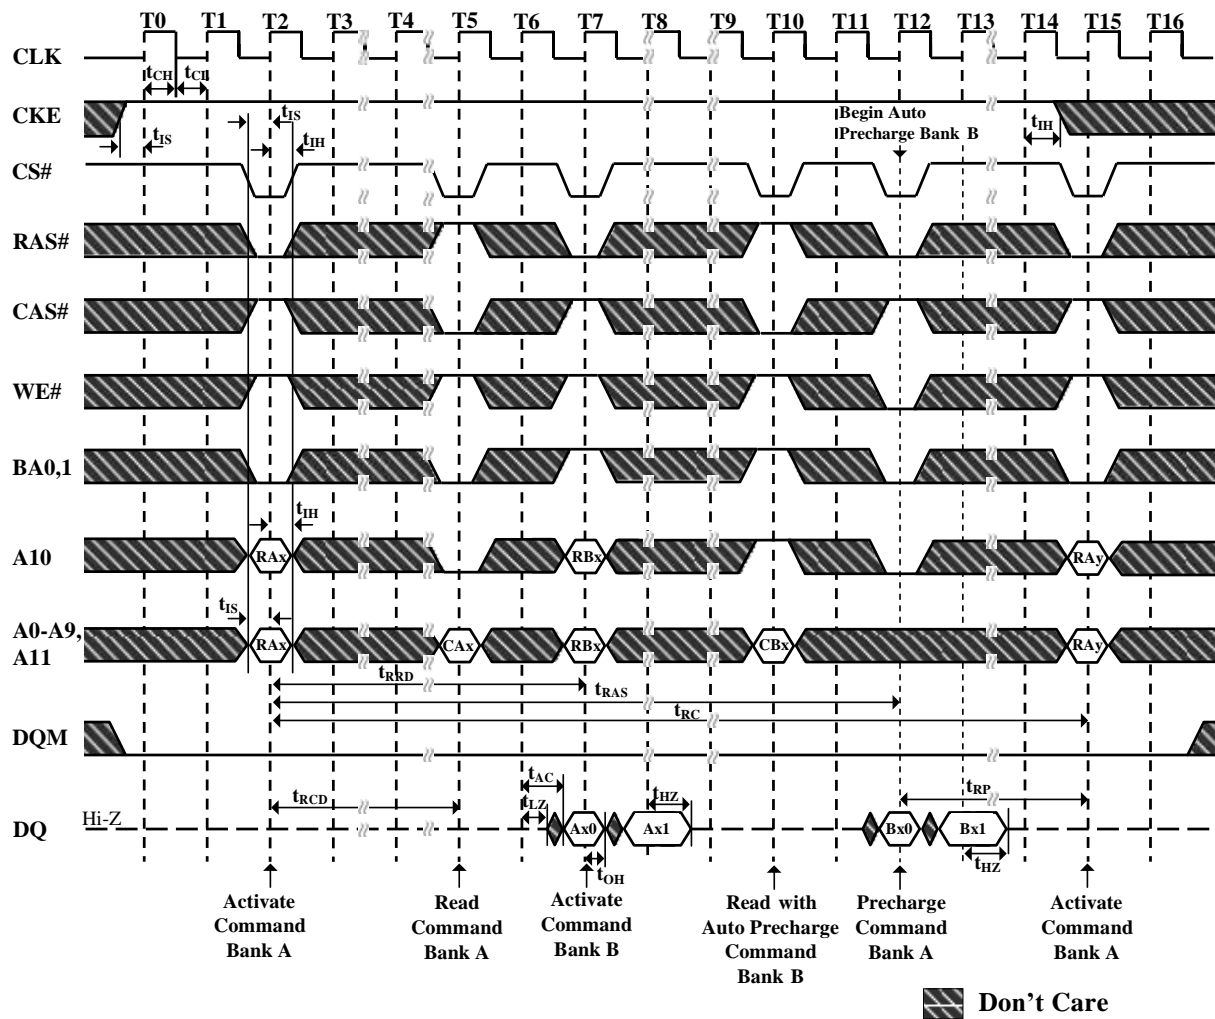 T0 T1 T2 T3 T4 T5 T6 T7 T8 T9 T10 T11 T12 T13 T14 T15 T16
CLK
tCH tCL
CKE
tIS
tIS
tIH
Begin Auto
Precharge Bank B
tIH
CS#
RAS#
CAS#
WE#
BA0,1
tIH
A10
RAx RBx RAy
tIS
A0-A9,
A11
RAx CAx RBx CBx RAy
tRRD
tRAS
tRC
DQM
tRCD
tAC
tLZ
tHZ
tRP
Hi-Z
DQ
Ax0 Ax1 Bx0 Bx1
tOH
tHZ
Activate
Command
Bank A
Read
Command
Bank A
Activate
Command
Bank B
Read with
Auto Precharge
Command
Bank B
Precharge
Command
Bank A
Activate
Command
Bank A
Don't Care